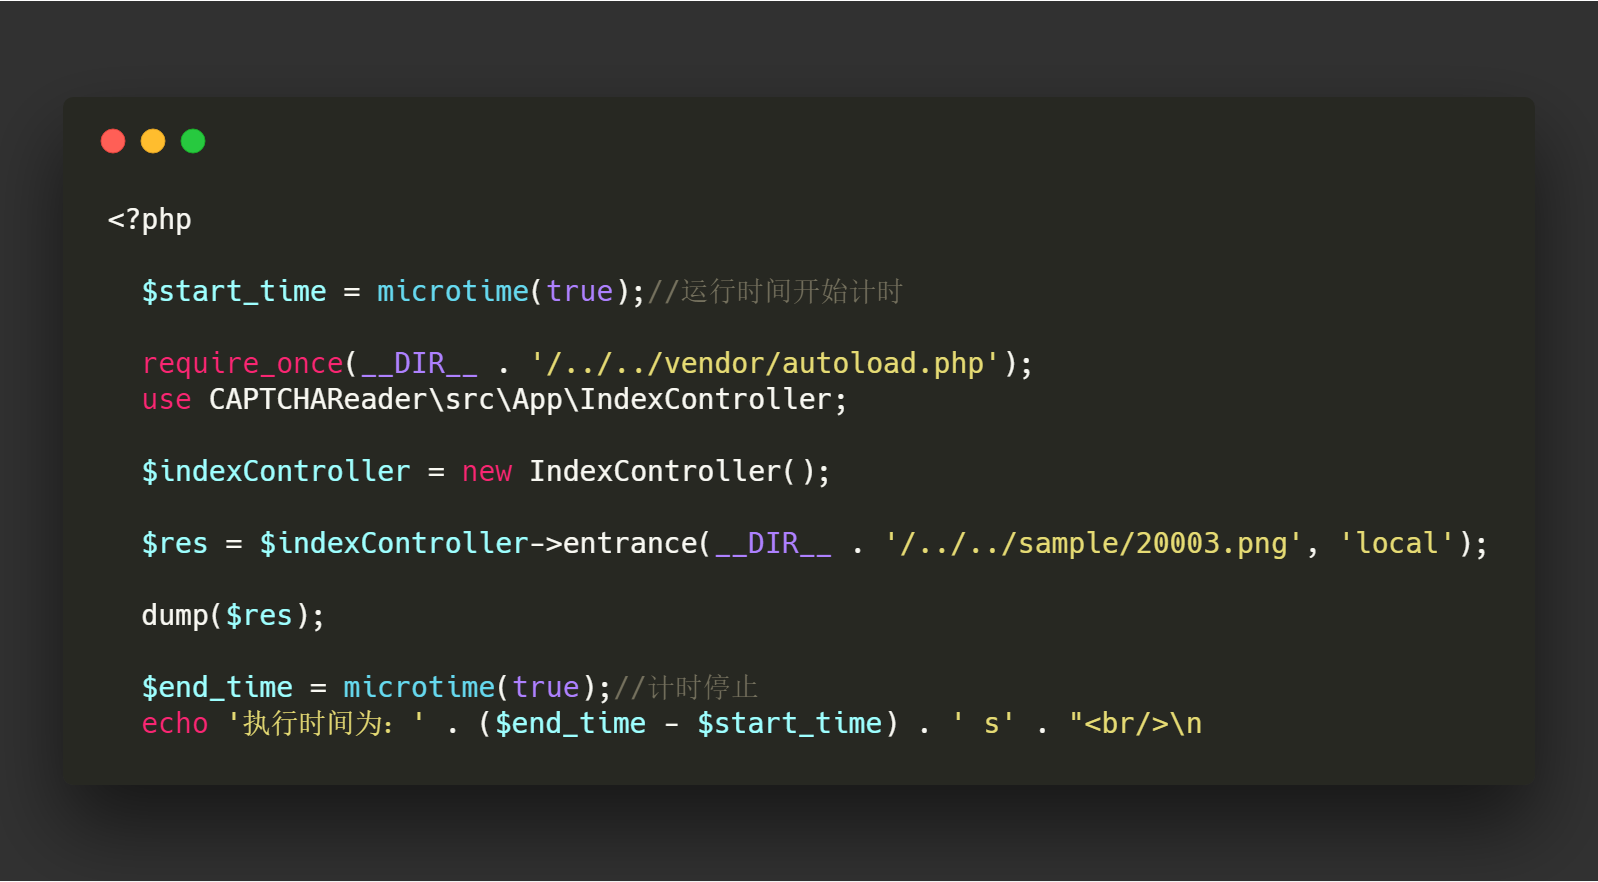 <?php
$start_time = microtime(true);//运行时间开始计时
require_once(__DIR__ . '/../../vendor/autoload.php');
use CAPTCHAReader\src\App\IndexController;
$indexController = new IndexController();
$res = $indexController->entrance(__DIR__ . '/../../sample/20003.png', 'local');
dump($res);
$end_time = microtime(true);//计时停止
echo '执行时间为：' . ($end_time - $start_time) . ' s' . "<br/>\n